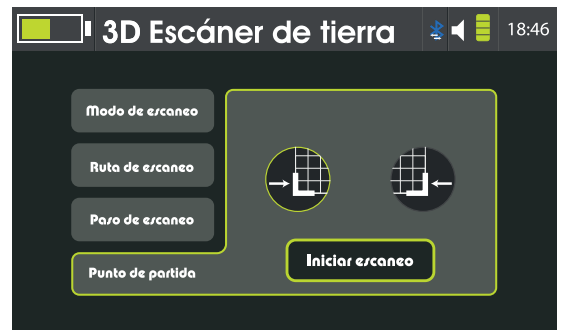 3D Escáner de tierra
18:46
Modo de escaneo
Ruta de escaneo
Paso de escaneo
Punto de partida
Iniciar escaneo